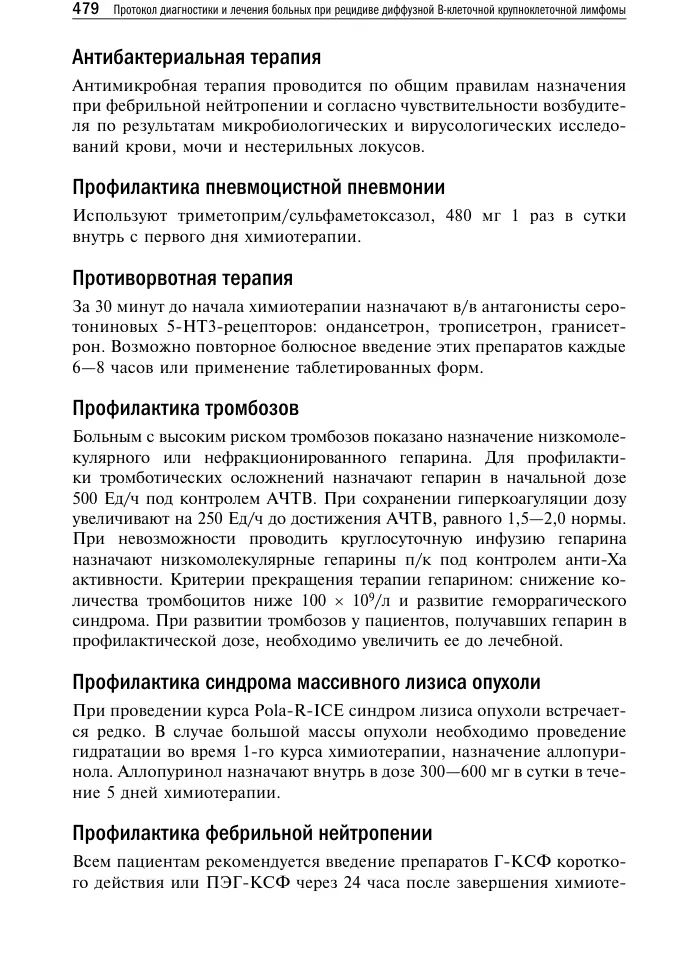 479 Протокол диагностики и лечения больных при рецидиве диффузной В-клеточной крупноклеточной лимфомы
Антибактериальная терапия
Антимикробная терапия проводится по общим правилам назначения
при фебрильной нейтропении и согласно чувствительности возбудите-
ля по результатам микробиологических и вирусологических исследо-
ваний крови, мочи и нестерильных локусов.
Профилактика пневмоцистной пневмонии
Используют триметоприм/сульфаметоксазол, 480 мг 1 раз в сутки
внутрь с первого дня химиотерапии.
Противорвотная терапия
За 30 минут до начала химиотерапии назначают в/в антагонисты серо-
тониновых 5-НТ3-рецепторов: ондансетрон, трописетрон, гранисет-
рон. Возможно повторное болюсное введение этих препаратов каждые
6—8 часов или применение таблетированных форм.
Профилактика тромбозов
Больным с высоким риском тромбозов показано назначение низкомоле-
кулярного или нефракционированного гепарина. Для профилакти-
ки тромботических осложнений назначают гепарин в начальной дозе
500 Ед/ч под контролем АЧТВ. При сохранении гиперкоагуляции дозу
увеличивают на 250 Ед/ч до достижения АЧТВ, равного 1,5—2,0 нормы.
При невозможности проводить круглосуточную инфузию гепарина
назначают низкомолекулярные гепарины п/к под контролем анти-Ха
активности. Критерии прекращения терапии гепарином: снижение ко-
личества тромбоцитов ниже 100 × 10⁹/л и развитие геморрагического
синдрома. При развитии тромбозов у пациентов, получавших гепарин в
профилактической дозе, необходимо увеличить ее до лечебной.
Профилактика синдрома массивного лизиса опухоли
При проведении курса Pola-R-ICE синдром лизиса опухоли встречает-
ся редко. В случае большой массы опухоли необходимо проведение
гидратации во время 1-го курса химиотерапии, назначение аллопури-
нола. Аллопуринол назначают внутрь в дозе 300—600 мг в сутки в тече-
ние 5 дней химиотерапии.
Профилактика фебрильной нейтропении
Всем пациентам рекомендуется введение препаратов Г-КСФ коротко-
го действия или ПЭГ-КСФ через 24 часа после завершения химиоте-